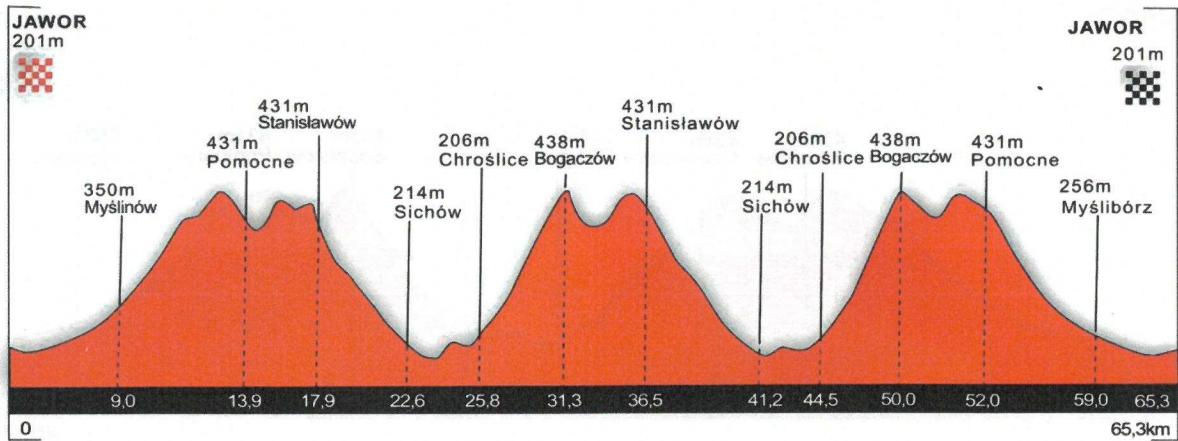 JAWOR
201m
350m
Myślinów
431m
Pomocne
431m
Stanisławów
214m
Sichów
206m
Chroślice
438m
Bogaczów
431m
Stanisławów
214m
Sichów
206m
Chroślice
438m
Bogaczów
431m
Pomocne
256m
Myślibórz
JAWOR
201m
9,0 13,9 17,9 22,6 25,8 31,3 36,5 41,2 44,5 50,0 52,0 59,0 65,3
0 65,3km